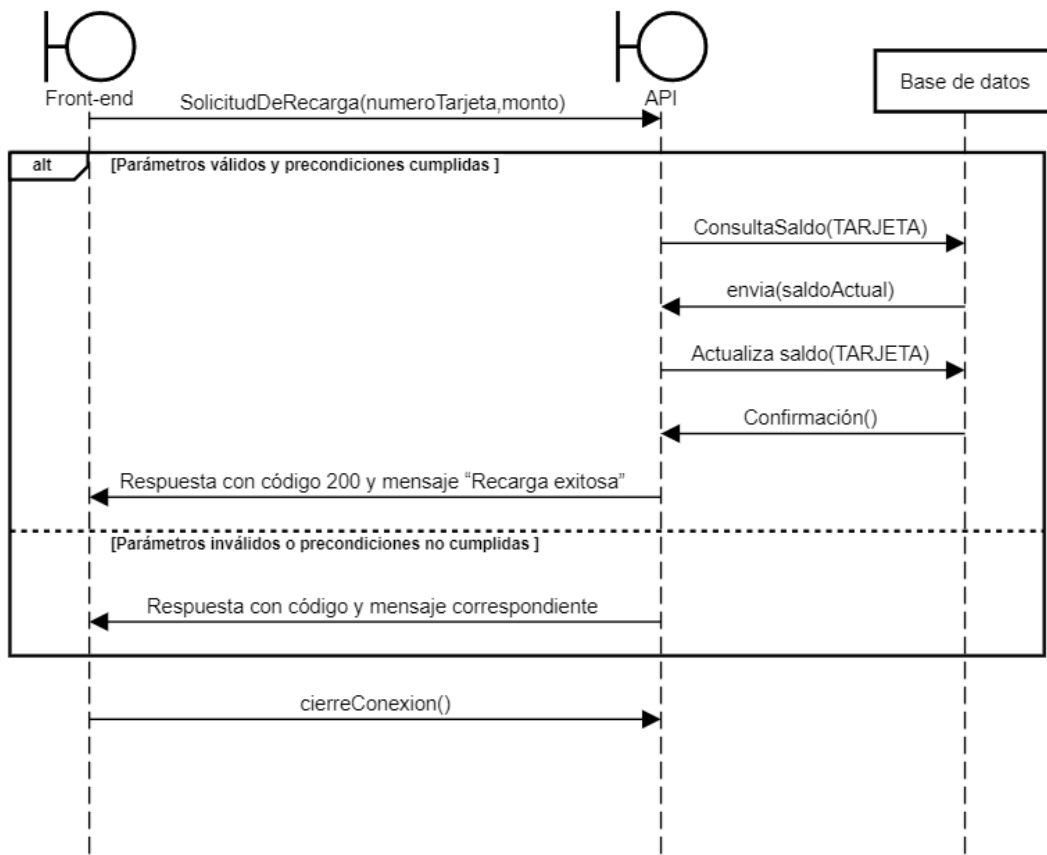 Front-end
API
Base de datos
SolicitudDeRecarga(numeroTarjeta,monto)
alt
[Parámetros válidos y precondiciones cumplidas ]
ConsultaSaldo(TARJETA)
envia(saldoActual)
Actualiza saldo(TARJETA)
Confirmación()
Respuesta con código 200 y mensaje “Recarga exitosa”
[Parámetros inválidos o precondiciones no cumplidas ]
Respuesta con código y mensaje correspondiente
cierreConexion()